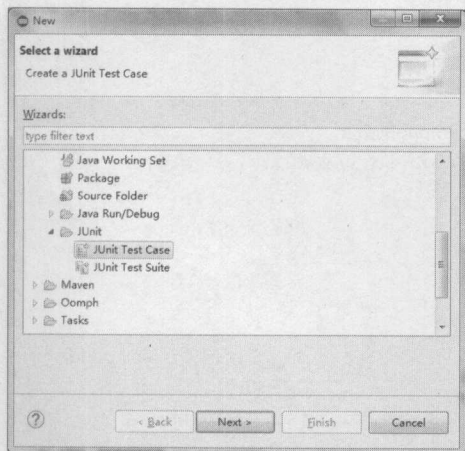 New
Select a wizard
Create a JUnit Test Case
Wizards:
type filter text
Java Working Set
Package
Source Folder
Java Run/Debug
JUnit
JUnit Test Case
JUnit Test Suite
Maven
Oomph
Tasks
?
< Back
Next >
Finish
Cancel